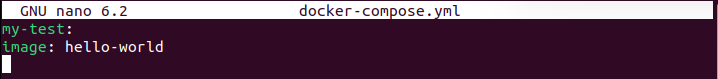 GNU nano 6.2 docker-compose.yml
my-test:
image: hello-world